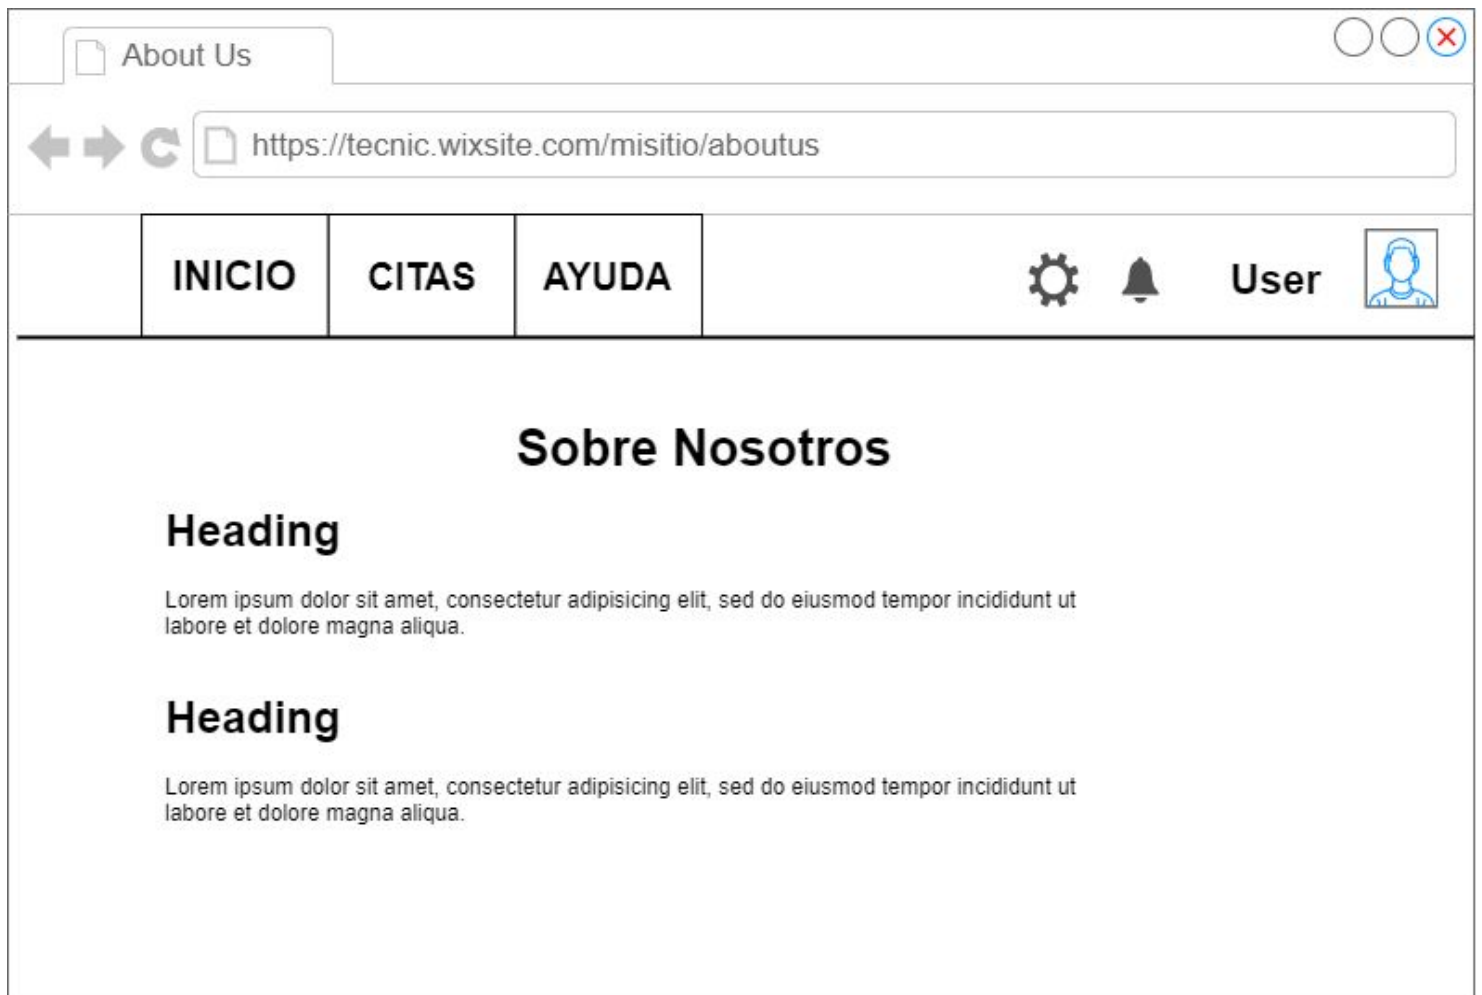 About Us
https://tecnic.wixsite.com/misitio/aboutus
INICIO CITAS AYUDA User
Sobre Nosotros
Heading
Lorem ipsum dolor sit amet, consectetur adipisicing elit, sed do eiusmod tempor incididunt ut
labore et dolore magna aliqua.
Heading
Lorem ipsum dolor sit amet, consectetur adipisicing elit, sed do eiusmod tempor incididunt ut
labore et dolore magna aliqua.